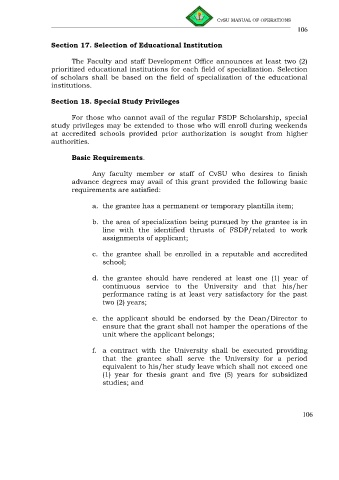 CvSU MANUAL OF OPERATIONS
106
Section 17. Selection of Educational Institution
The Faculty and staff Development Office announces at least two (2)
prioritized educational institutions for each field of specialization. Selection
of scholars shall be based on the field of specialization of the educational
institutions.
Section 18. Special Study Privileges
For those who cannot avail of the regular FSDP Scholarship, special
study privileges may be extended to those who will enroll during weekends
at accredited schools provided prior authorization is sought from higher
authorities.
Basic Requirements.
Any faculty member or staff of CvSU who desires to finish
advance degrees may avail of this grant provided the following basic
requirements are satisfied:
a. the grantee has a permanent or temporary plantilla item;
b. the area of specialization being pursued by the grantee is in
line with the identified thrusts of FSDP/related to work
assignments of applicant;
c. the grantee shall be enrolled in a reputable and accredited
school;
d. the grantee should have rendered at least one (1) year of
continuous service to the University and that his/her
performance rating is at least very satisfactory for the past
two (2) years;
e. the applicant should be endorsed by the Dean/Director to
ensure that the grant shall not hamper the operations of the
unit where the applicant belongs;
f. a contract with the University shall be executed providing
that the grantee shall serve the University for a period
equivalent to his/her study leave which shall not exceed one
(1) year for thesis grant and five (5) years for subsidized
studies; and
106